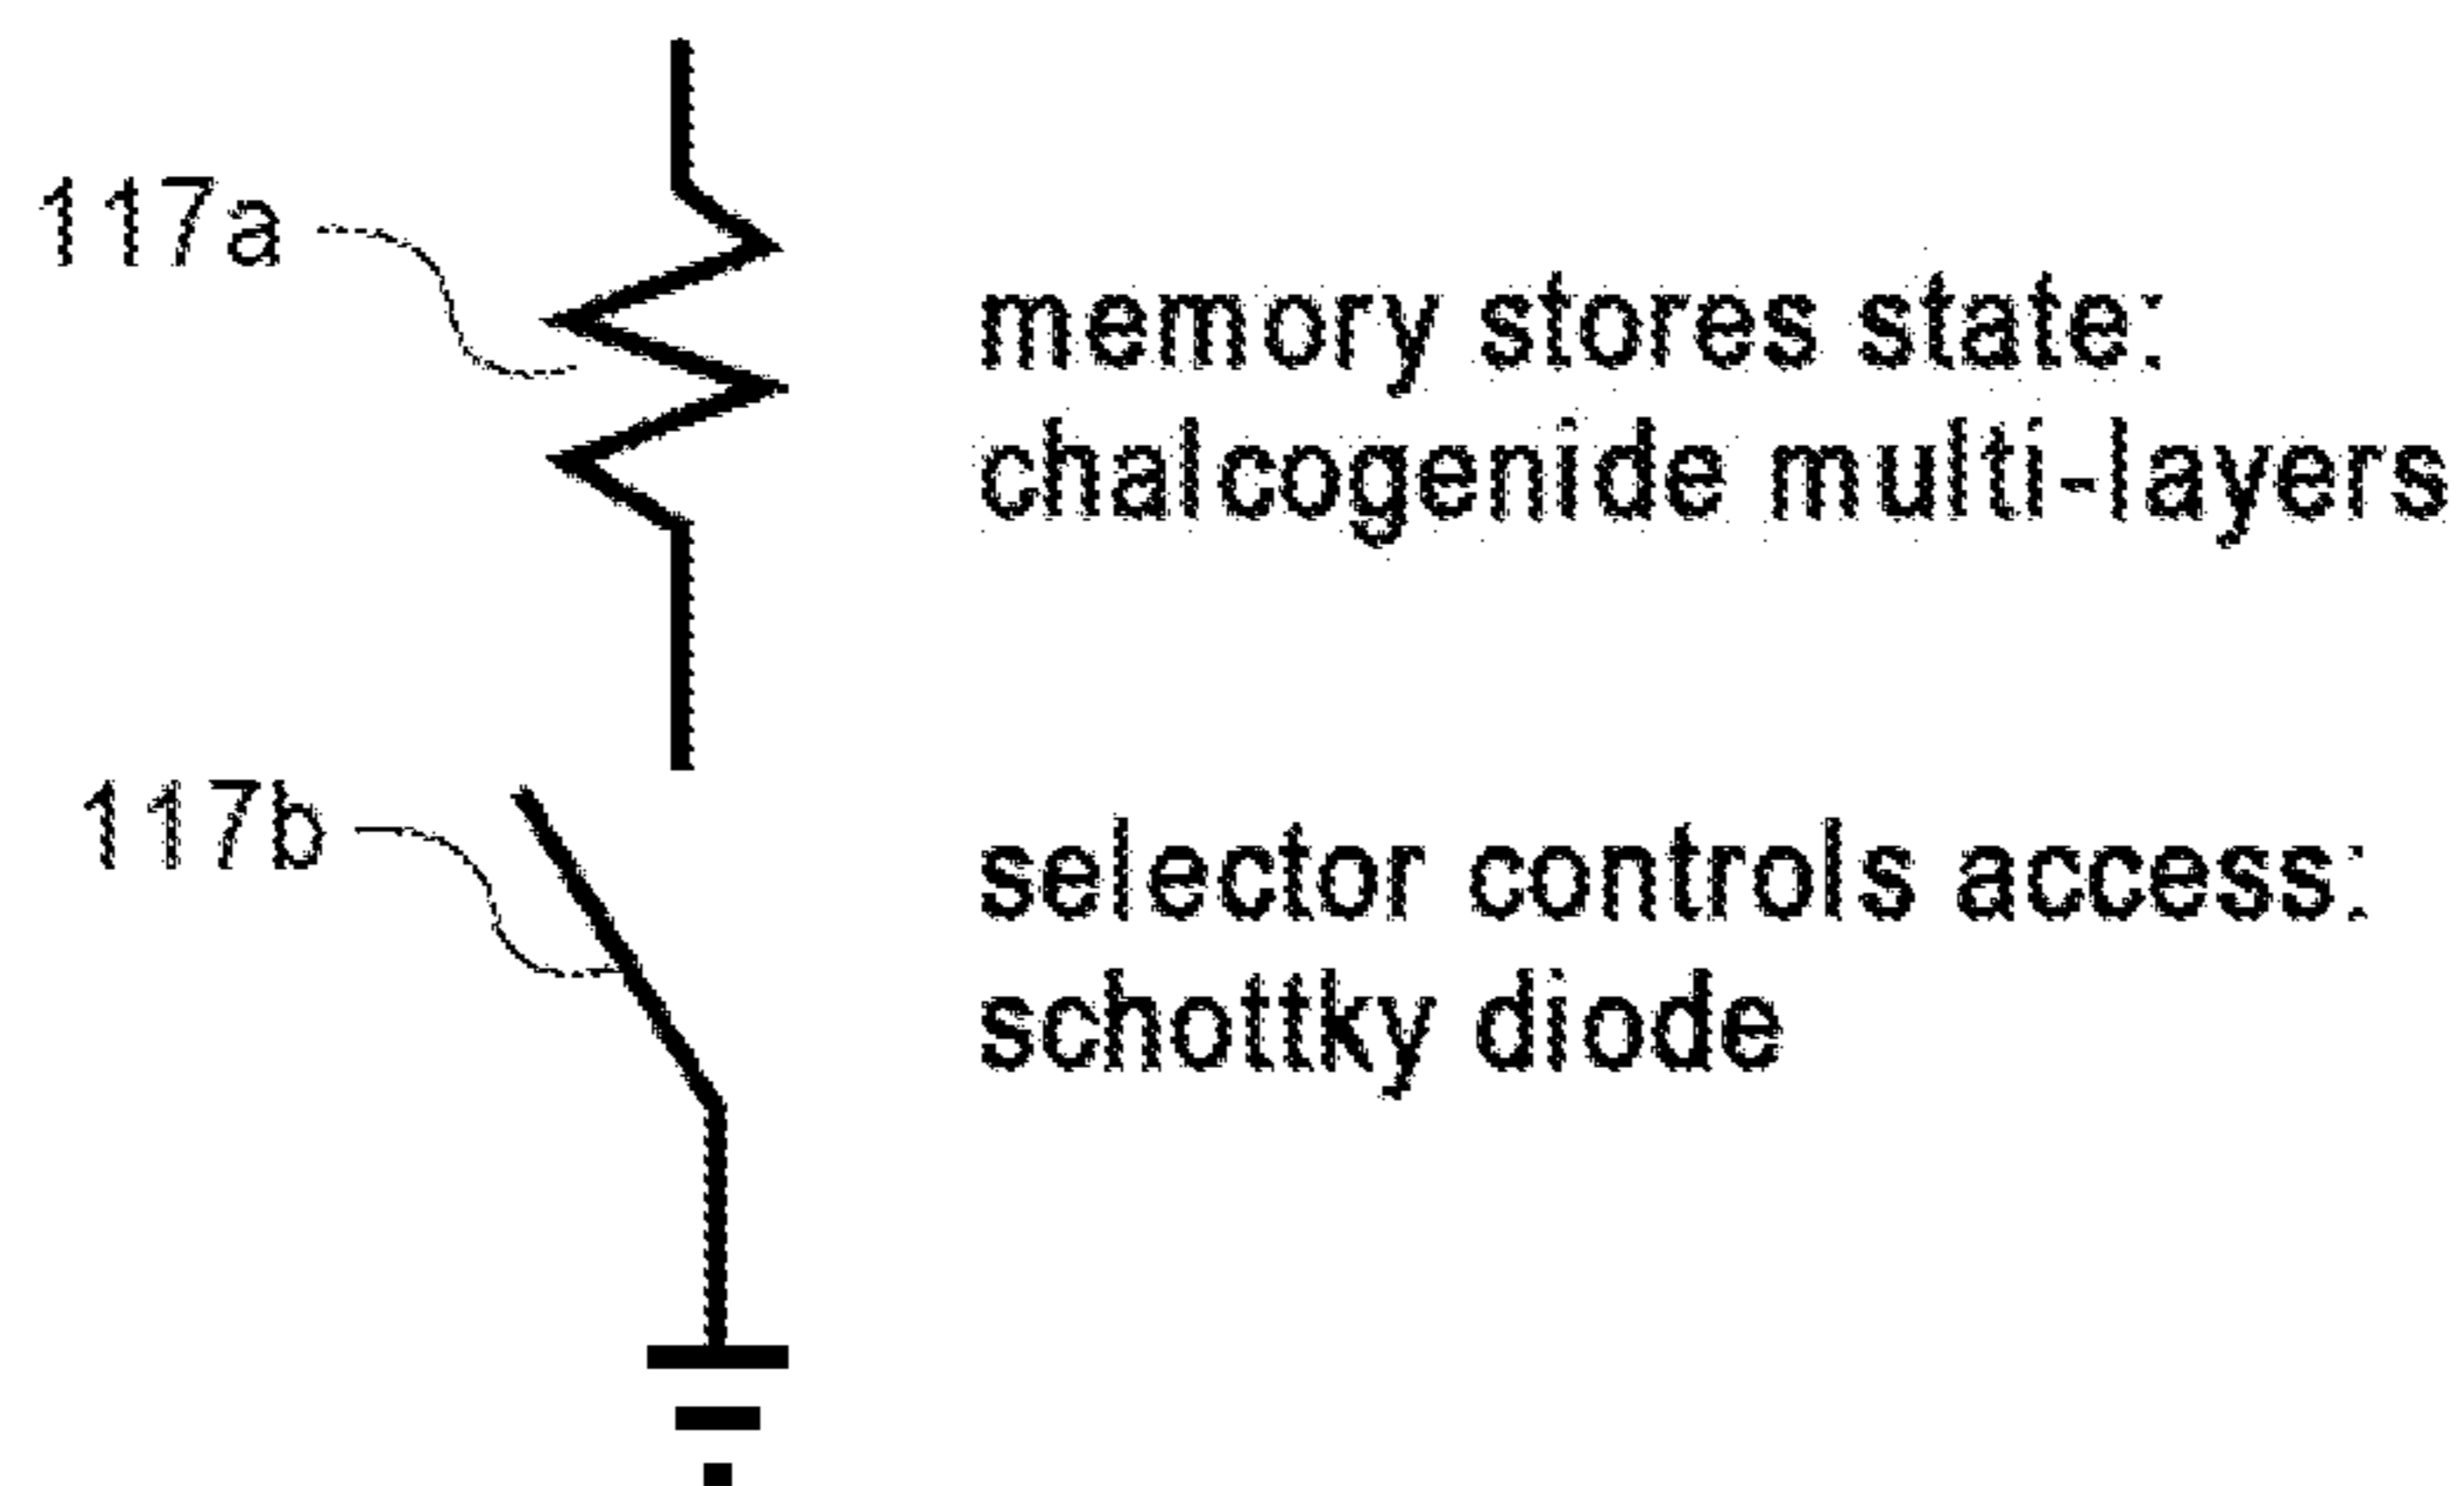 117a
memory stores state:
chalcogenide multi-layers
117b
selector controls access:
schottky diode